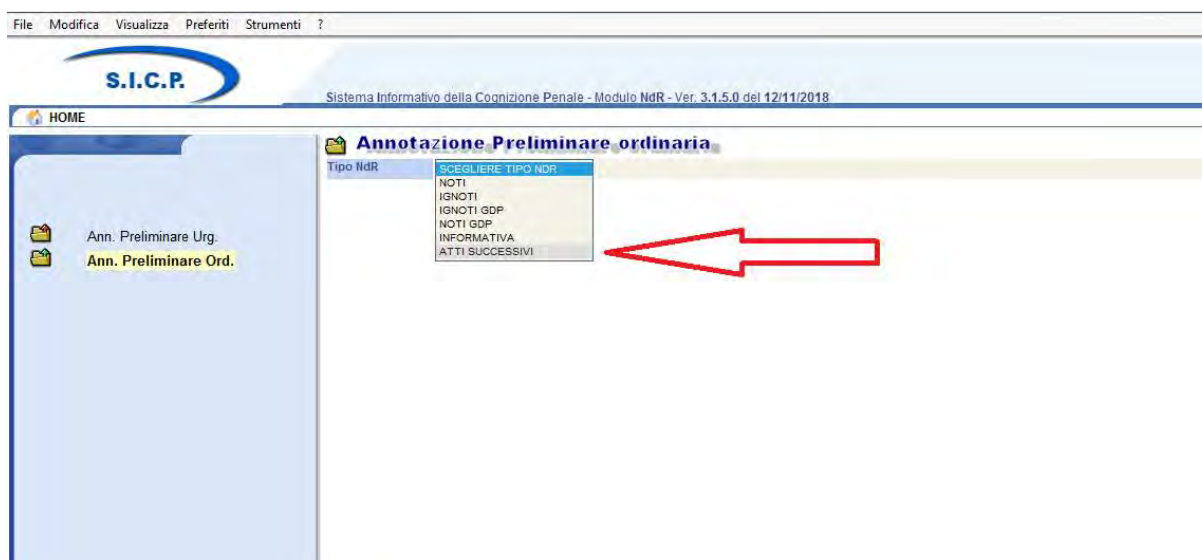 File Modifica Visualizza Preferiti Strumenti ?
S.I.C.P.
Sistema Informativo della Cognizione Penale - Modulo NdR - Ver. 3.1.5.0 del 12/11/2018
HOME
Annotazione Preliminare ordinaria
Tipo NdR
SCEGLIERE TIPO NDR
NOTI
IGNOTI
IGNOTI GDP
NOTI GDP
INFORMATIVA
ATTI SUCCESSIVI
Ann. Preliminare Urg.
Ann. Preliminare Ord.